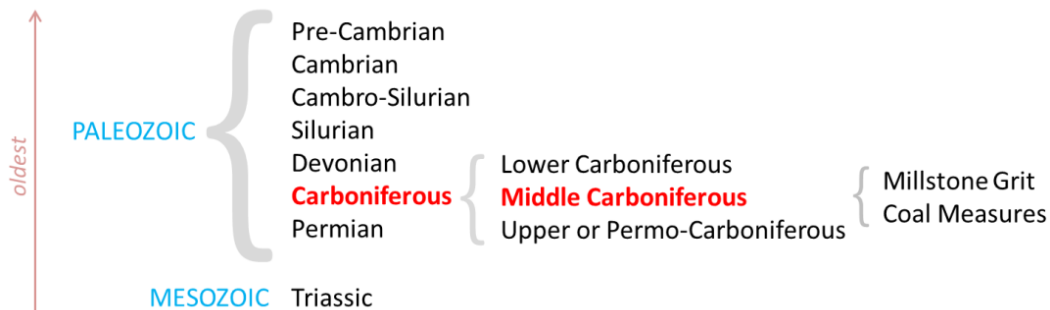 oldest
PALEOZOIC
Pre-Cambrian
Cambrian
Cambro-Silurian
Silurian
Devonian
Carboniferous
Permian
Lower Carboniferous
Middle Carboniferous
Upper or Permo-Carboniferous
Millstone Grit
Coal Measures
MESOZOIC
Triassic